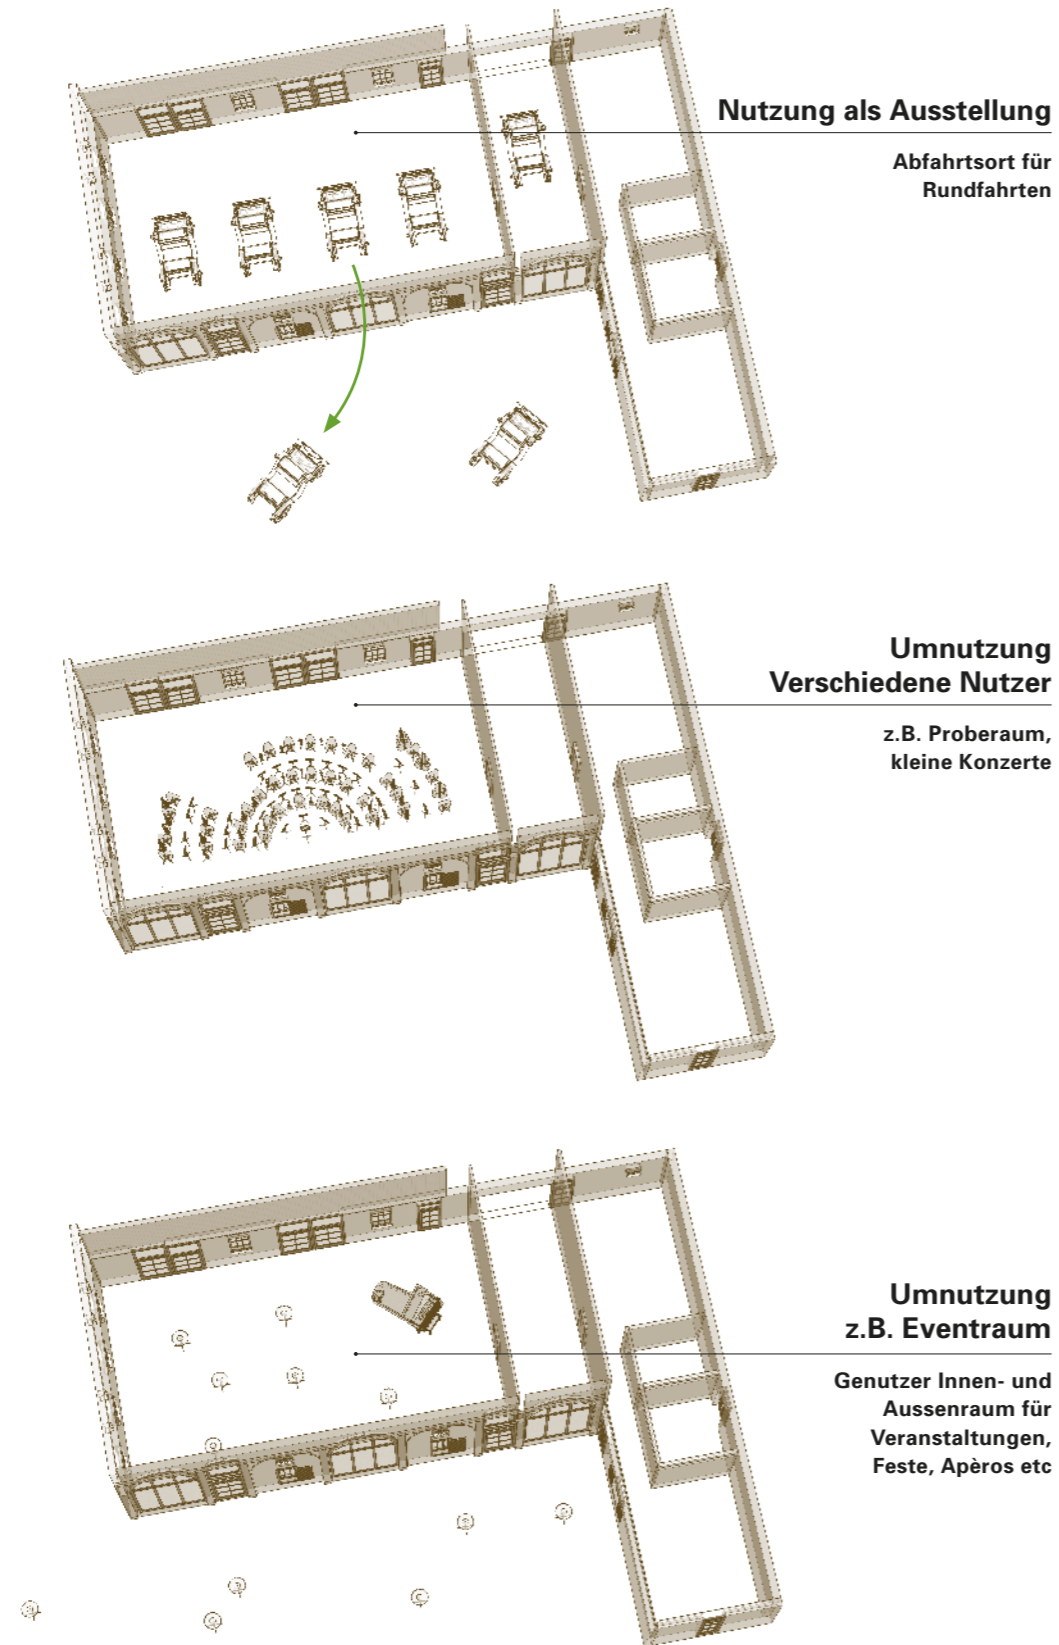 Nutzung als Ausstellung
Abfahrtsort für
Rundfahrten
Umnutzung
Verschiedene Nutzer
z.B. Proberaum,
kleine Konzerte
Umnutzung
z.B. Eventraum
Genutzer Innen- und
Aussenraum für
Veranstaltungen,
Feste, Apèros etc